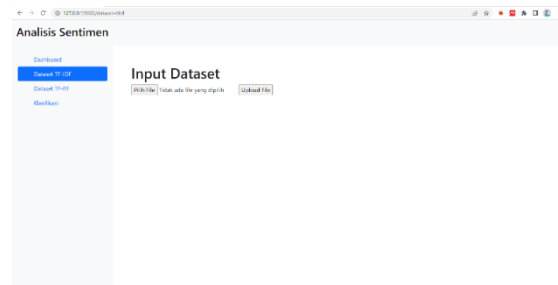 127.0.0.1:5000/dataset-tfidf
Analisis Sentimen
Dashboard
Dataset TF-IDF
Dataset TF-RF
Klasifikasi
Input Dataset
Pilih File Tidak ada file yang dipilih Upload File